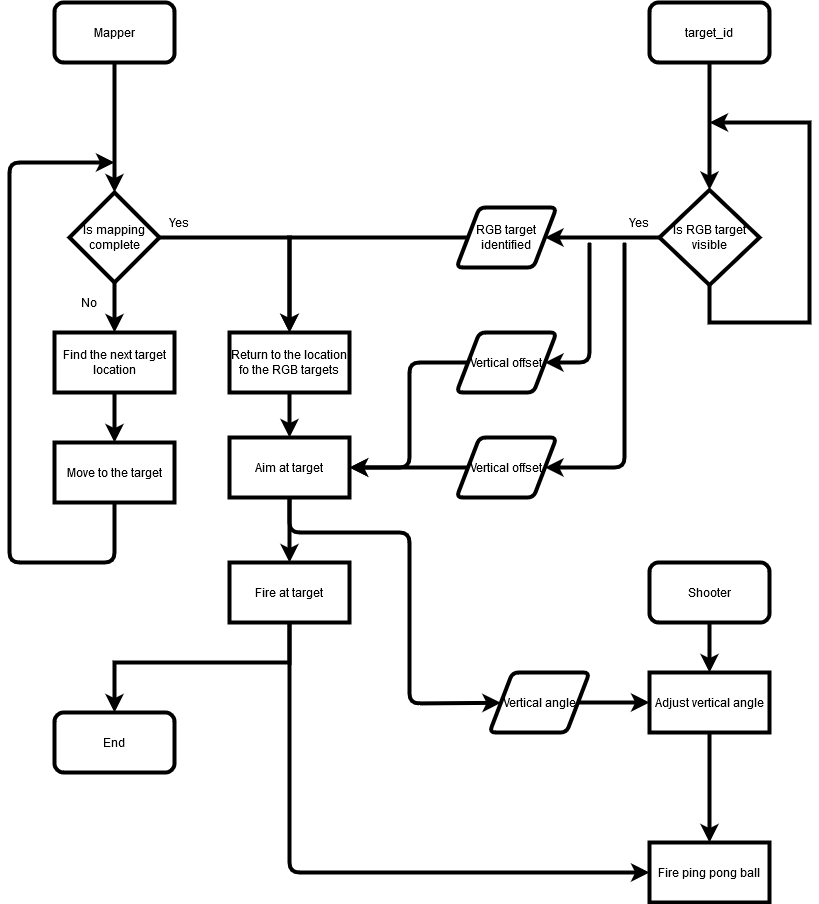 Mapper
target_id
Is mapping
complete
Yes
RGB target
identified
Yes
Is RGB target
visible
No
Find the next target
location
Return to the location
fo the RGB targets
Vertical offset
Move to the target
Aim at target
Vertical offset
Fire at target
Shooter
Vertical angle
Adjust vertical angle
End
Fire ping pong ball